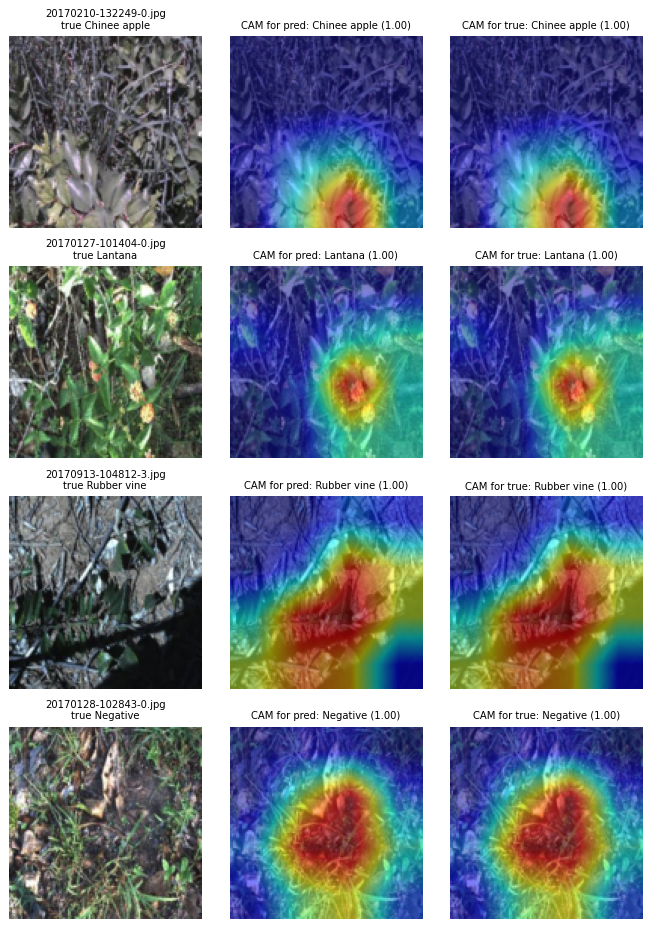 20170210-132249-0.jpg
true Chinee apple
CAM for pred: Chinee apple (1.00)
CAM for true: Chinee apple (1.00)
20170127-101404-0.jpg
true Lantana
CAM for pred: Lantana (1.00)
CAM for true: Lantana (1.00)
20170913-104812-3.jpg
true Rubber vine
CAM for pred: Rubber vine (1.00)
CAM for true: Rubber vine (1.00)
20170128-102843-0.jpg
true Negative
CAM for pred: Negative (1.00)
CAM for true: Negative (1.00)